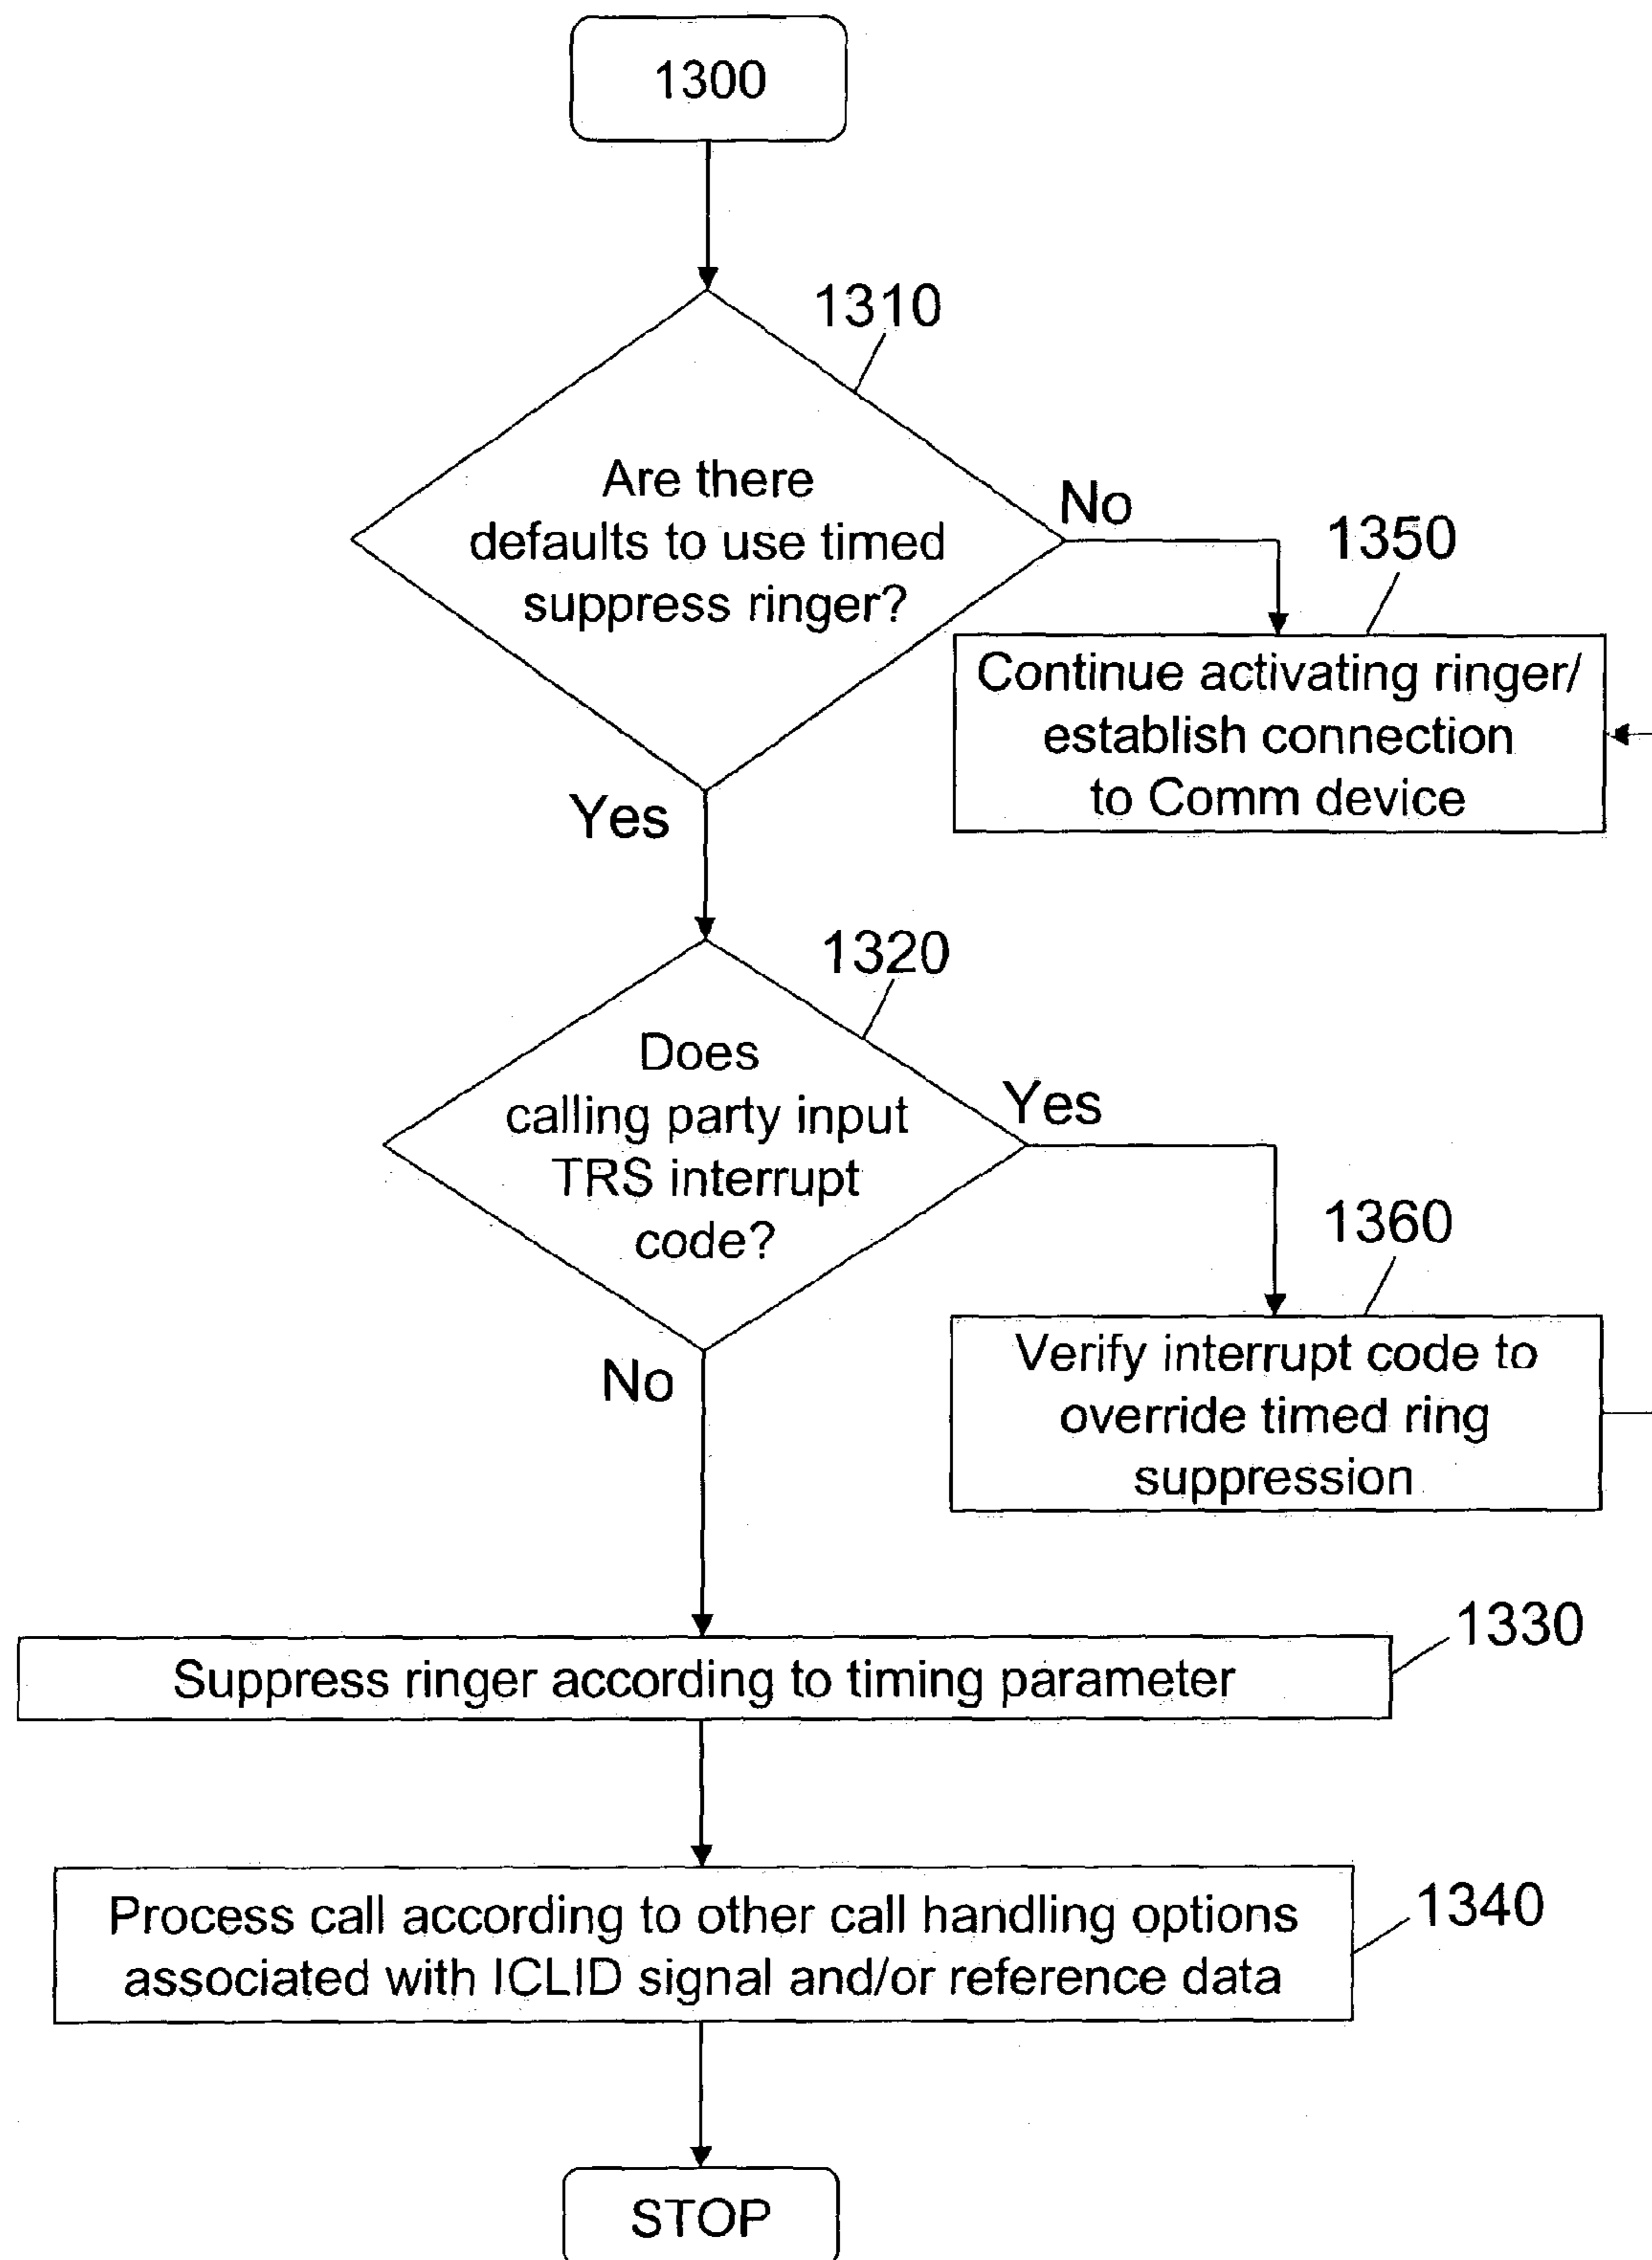 1300
1310
Are there
defaults to use timed
suppress ringer?
No
1350
Continue activating ringer/
establish connection
to Comm device
Yes
1320
Does
calling party input
TRS interrupt
code?
Yes
1360
Verify interrupt code to
override timed ring
suppression
No
1330
Suppress ringer according to timing parameter
1340
Process call according to other call handling options
associated with ICLID signal and/or reference data
STOP